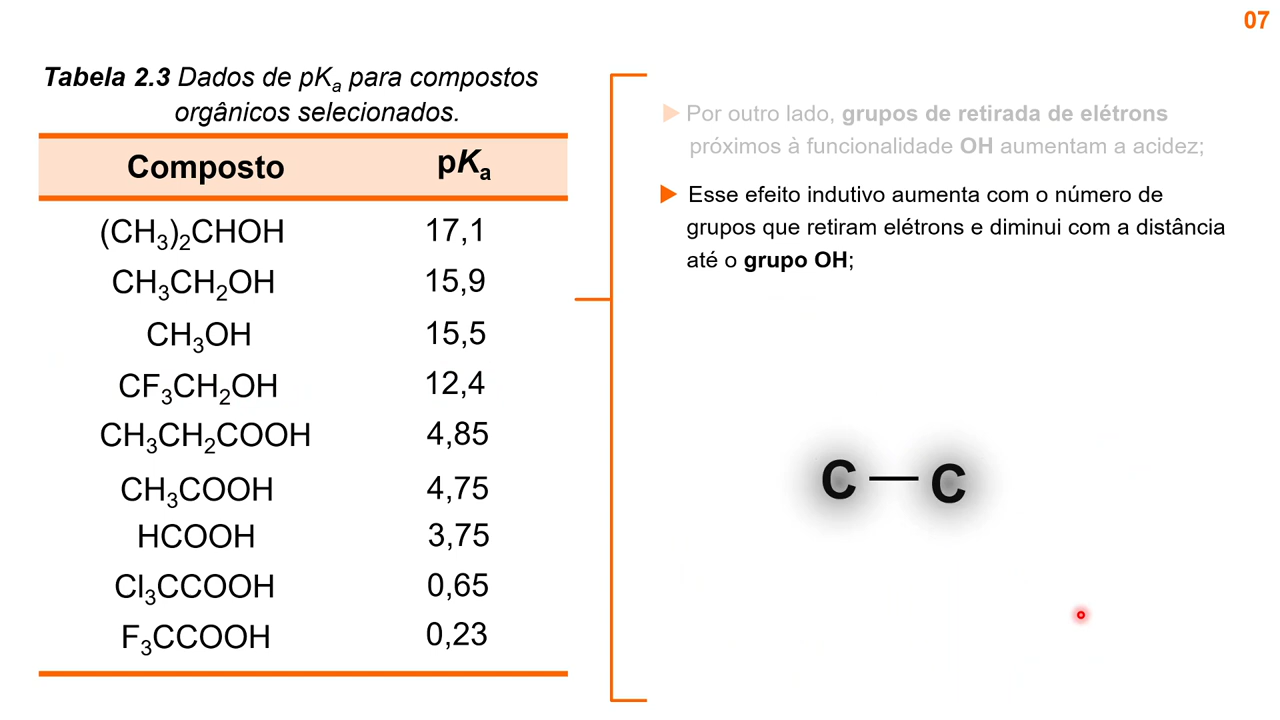 07
Tabela 2.3 Dados de pKₐ para compostos
orgânicos selecionados.
Composto pKₐ
(CH₃)₂CHOH 17,1
CH₃CH₂OH 15,9
CH₃OH 15,5
CF₃CH₂OH 12,4
CH₃CH₂COOH 4,85
CH₃COOH 4,75
HCOOH 3,75
Cl₃CCOOH 0,65
F₃CCOOH 0,23
Por outro lado, grupos de retirada de elétrons
próximos à funcionalidade OH aumentam a acidez;
Esse efeito indutivo aumenta com o número de
grupos que retiram elétrons e diminui com a distância
até o grupo OH;
C — C